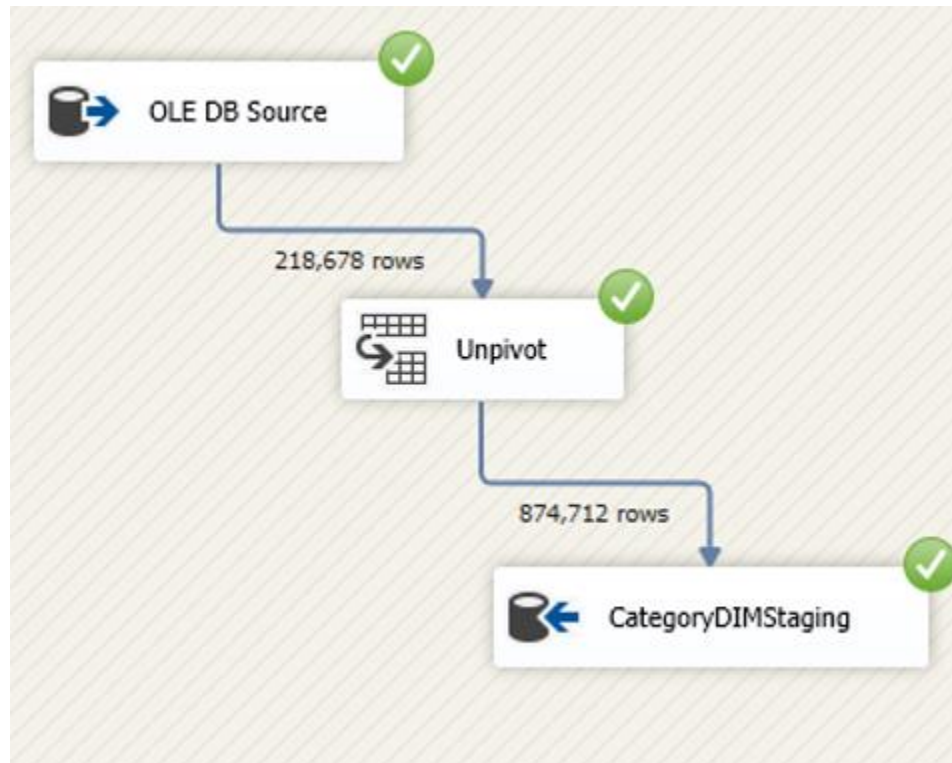 OLE DB Source
218,678 rows
Unpivot
874,712 rows
CategoryDIMStaging